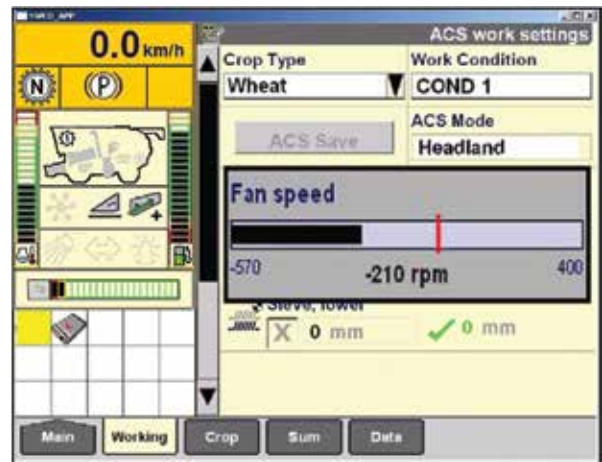 0.0 km/h
N
(P)
ACS work settings
Crop Type
Work Condition
Wheat
COND 1
ACS Save
ACS Mode
Headland
Fan speed
-570
-210 rpm
400
Sieve, lower
X 0 mm
0 mm
Main
Working
Crop
Sum
Data